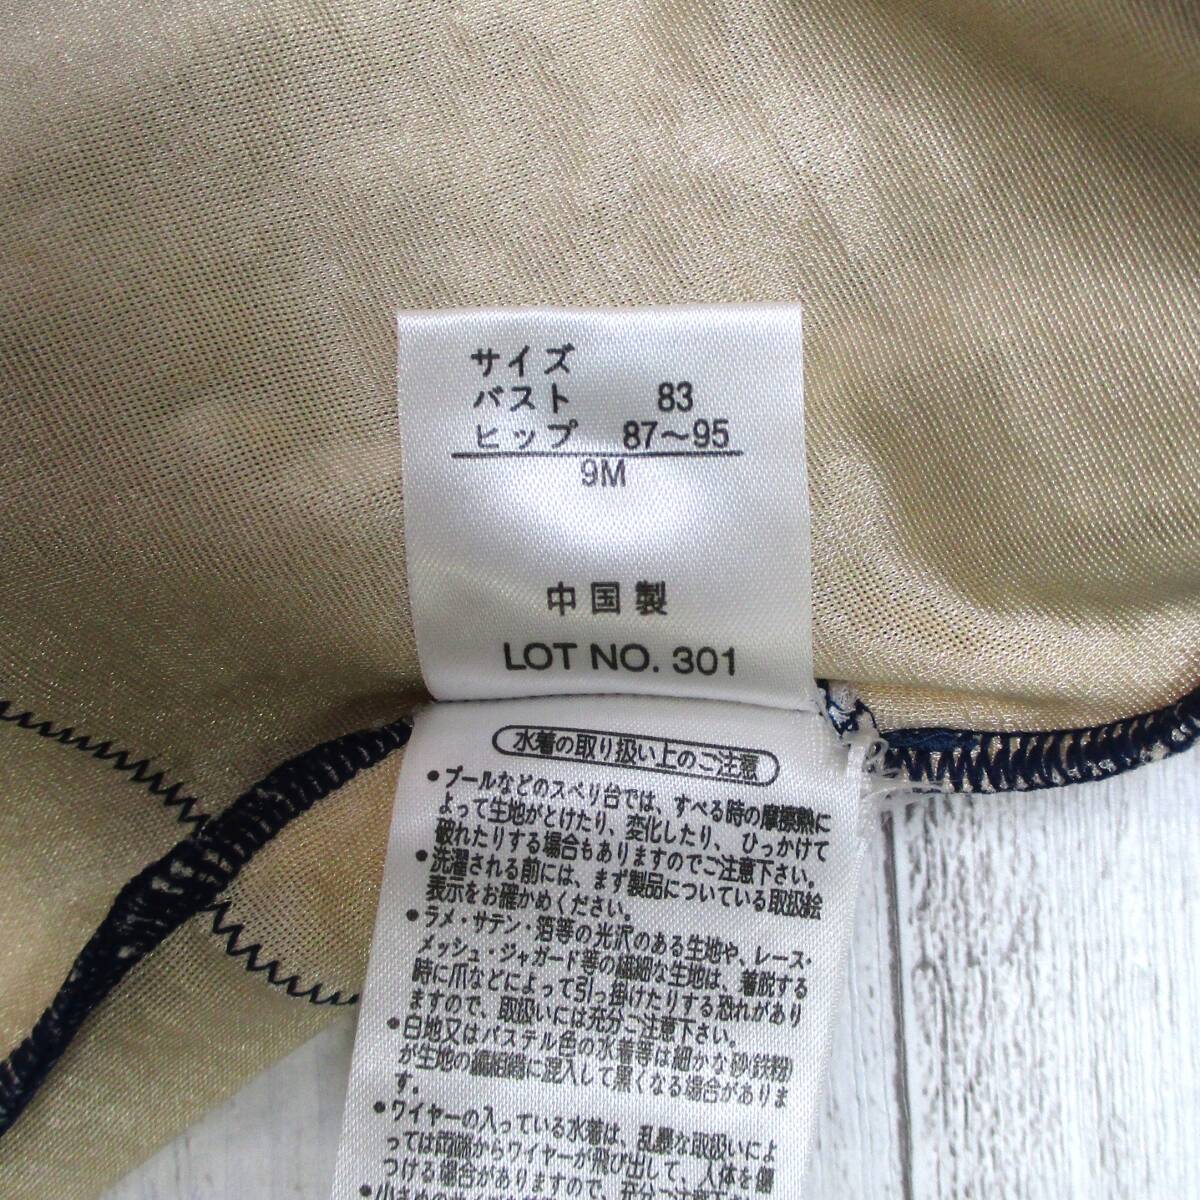 サイズ
バスト 83
ヒップ 87〜95
9M
中国製
LOT NO. 301
水着の取り扱い上のご注意
●プールなどのスベリ台では、すべる時の摩擦熱に
よって生地がとけたり、変化したり、ひっかけて
破れたりする場合もありますのでご注意下さい。
●洗濯される前には、まず製品についている取扱絵
表示をお確かめください。
●ラメ・サテン・箔等の光沢のある生地や、レース・
メッシュ・ジャガード等の繊細な生地は、着脱する
時に爪などによって引っ掛けたりする恐れがあり
ますので、取扱いには充分ご注意下さい。
●白地又はパステル色の水着等は細かな砂(鉄粉)
が生地の編組織に混入して黒くなる場合がありま
す。
●ワイヤーの入っている水着は、乱暴な取扱いによ
っては両端からワイヤーが飛び出して、人体を傷
つける場合がありますので、充分ご注意下さ